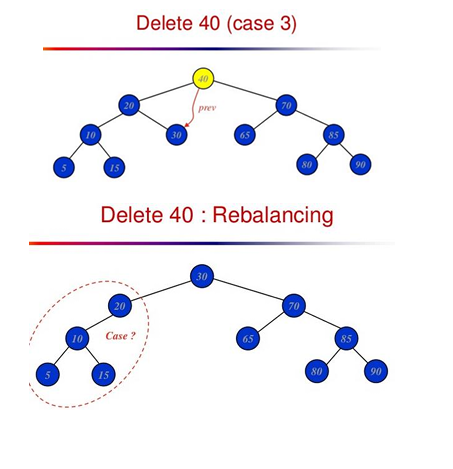 Delete 40 (case 3)
40
20 70
prev
10 30 65 85
5 15 80 90
Delete 40 : Rebalancing
30
20 70
10 Case ? 65 85
5 15 80 90